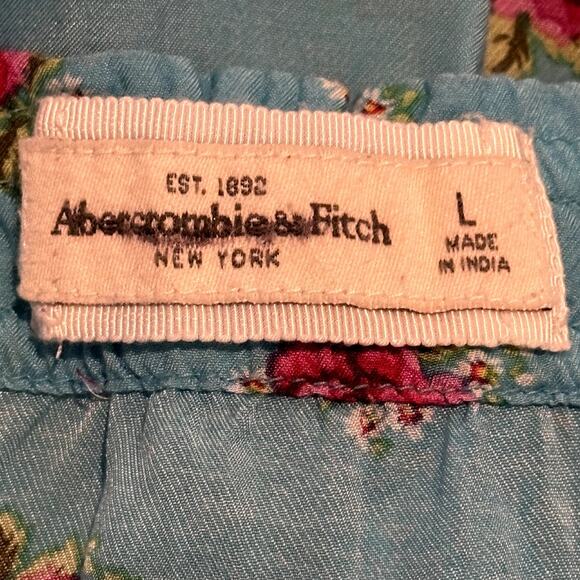 EST. 1892
Abercrombie & Fitch
NEW YORK
L
MADE
IN INDIA